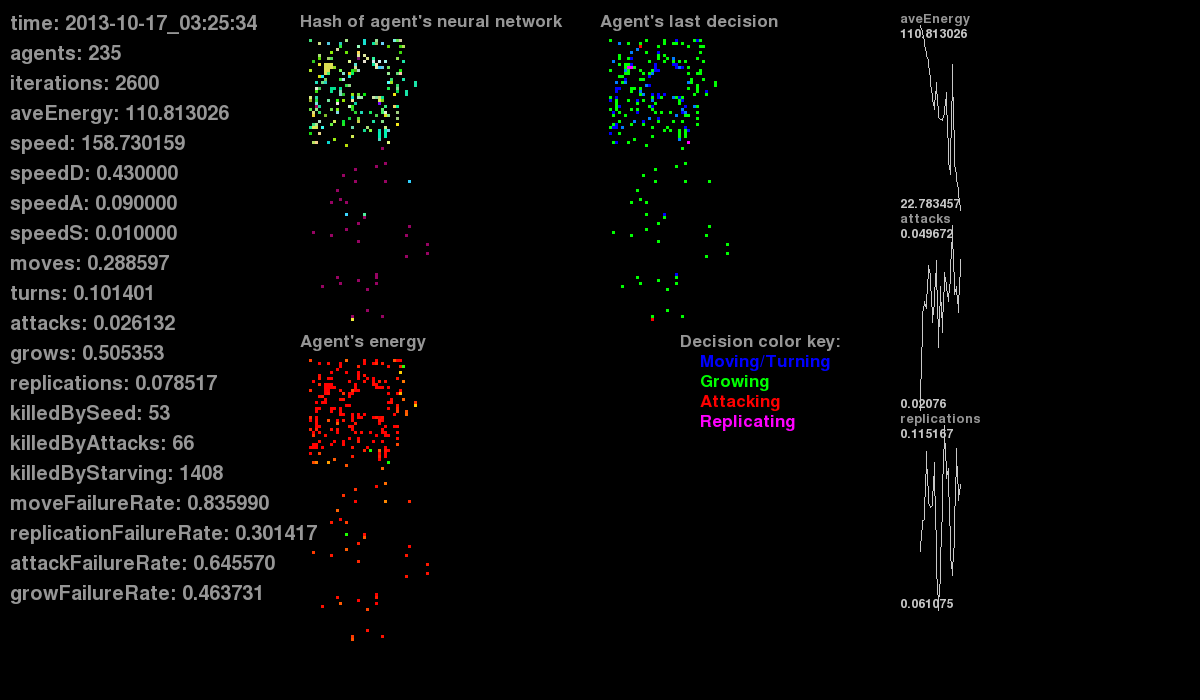 time: 2013-10-17_03:25:34
agents: 235
iterations: 2600
aveEnergy: 110.813026
speed: 158.730159
speedD: 0.430000
speedA: 0.090000
speedS: 0.010000
moves: 0.288597
turns: 0.101401
attacks: 0.026132
grows: 0.505353
replications: 0.078517
killedBySeed: 53
killedByAttacks: 66
killedByStarving: 1408
moveFailureRate: 0.835990
replicationFailureRate: 0.301417
attackFailureRate: 0.645570
growFailureRate: 0.463731
Hash of agent's neural network
Agent's last decision
Agent's energy
Decision color key:
Moving/Turning
Growing
Attacking
Replicating
aveEnergy
110.813026
22.783457
attacks
0.049672
0.02076
replications
0.115167
0.061075